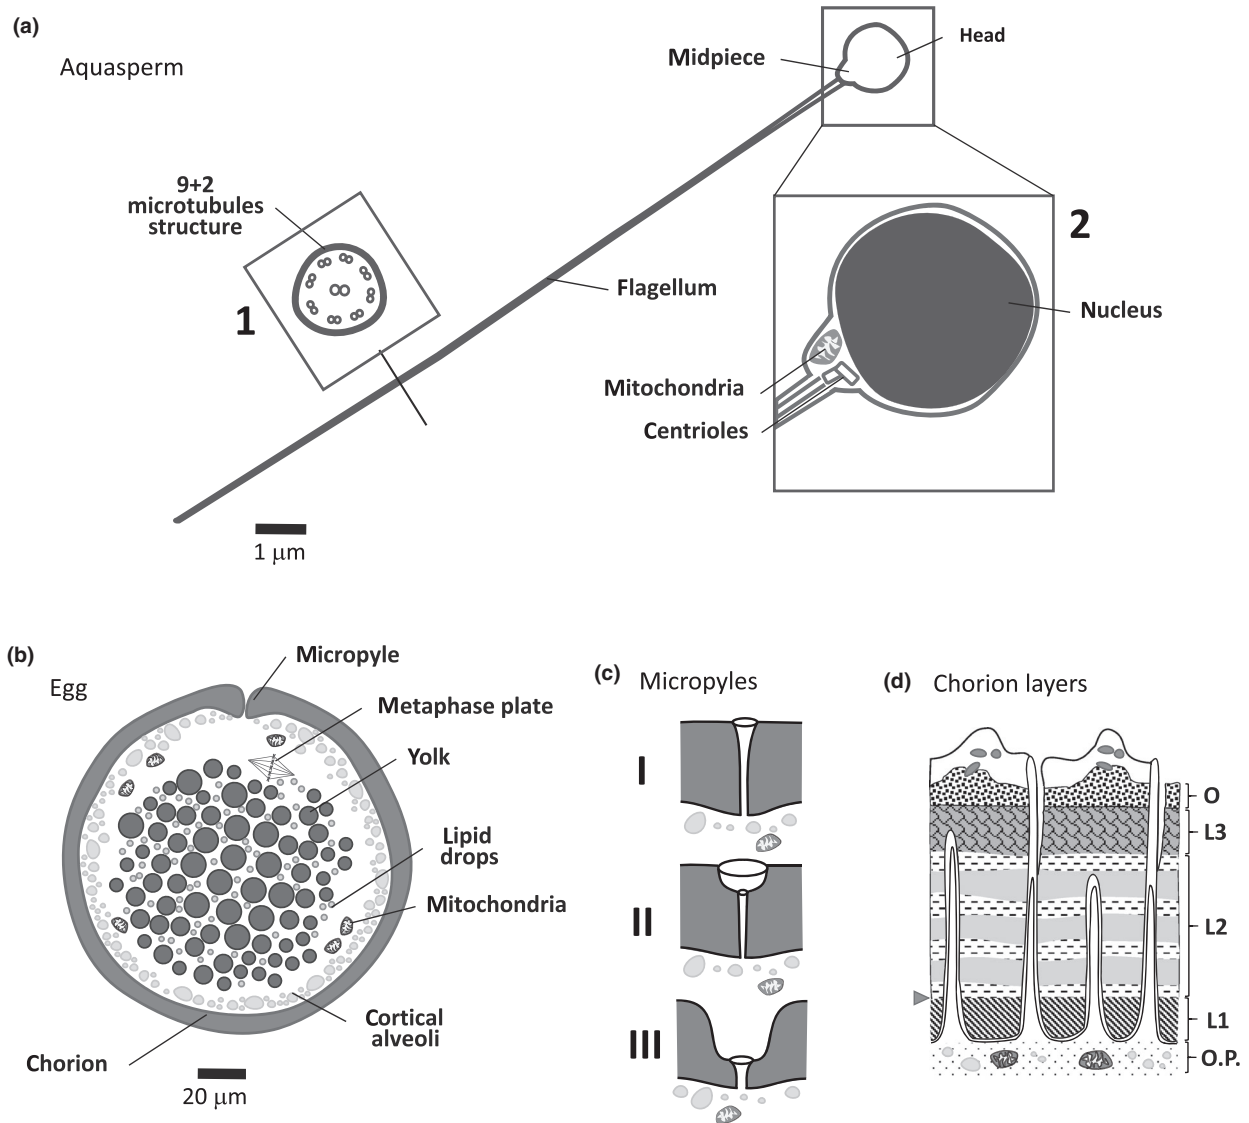 (a)
Aquasperm
Midpiece
Head
9+2
microtubules
structure
1
Flagellum
2
Nucleus
Mitochondria
Centrioles
1 μm
(b)
Egg
Micropyle
Metaphase plate
Yolk
Lipid
drops
Mitochondria
Cortical
alveoli
Chorion
20 μm
(c)
Micropyles
I
II
III
(d)
Chorion layers
O
L3
L2
L1
O.P.